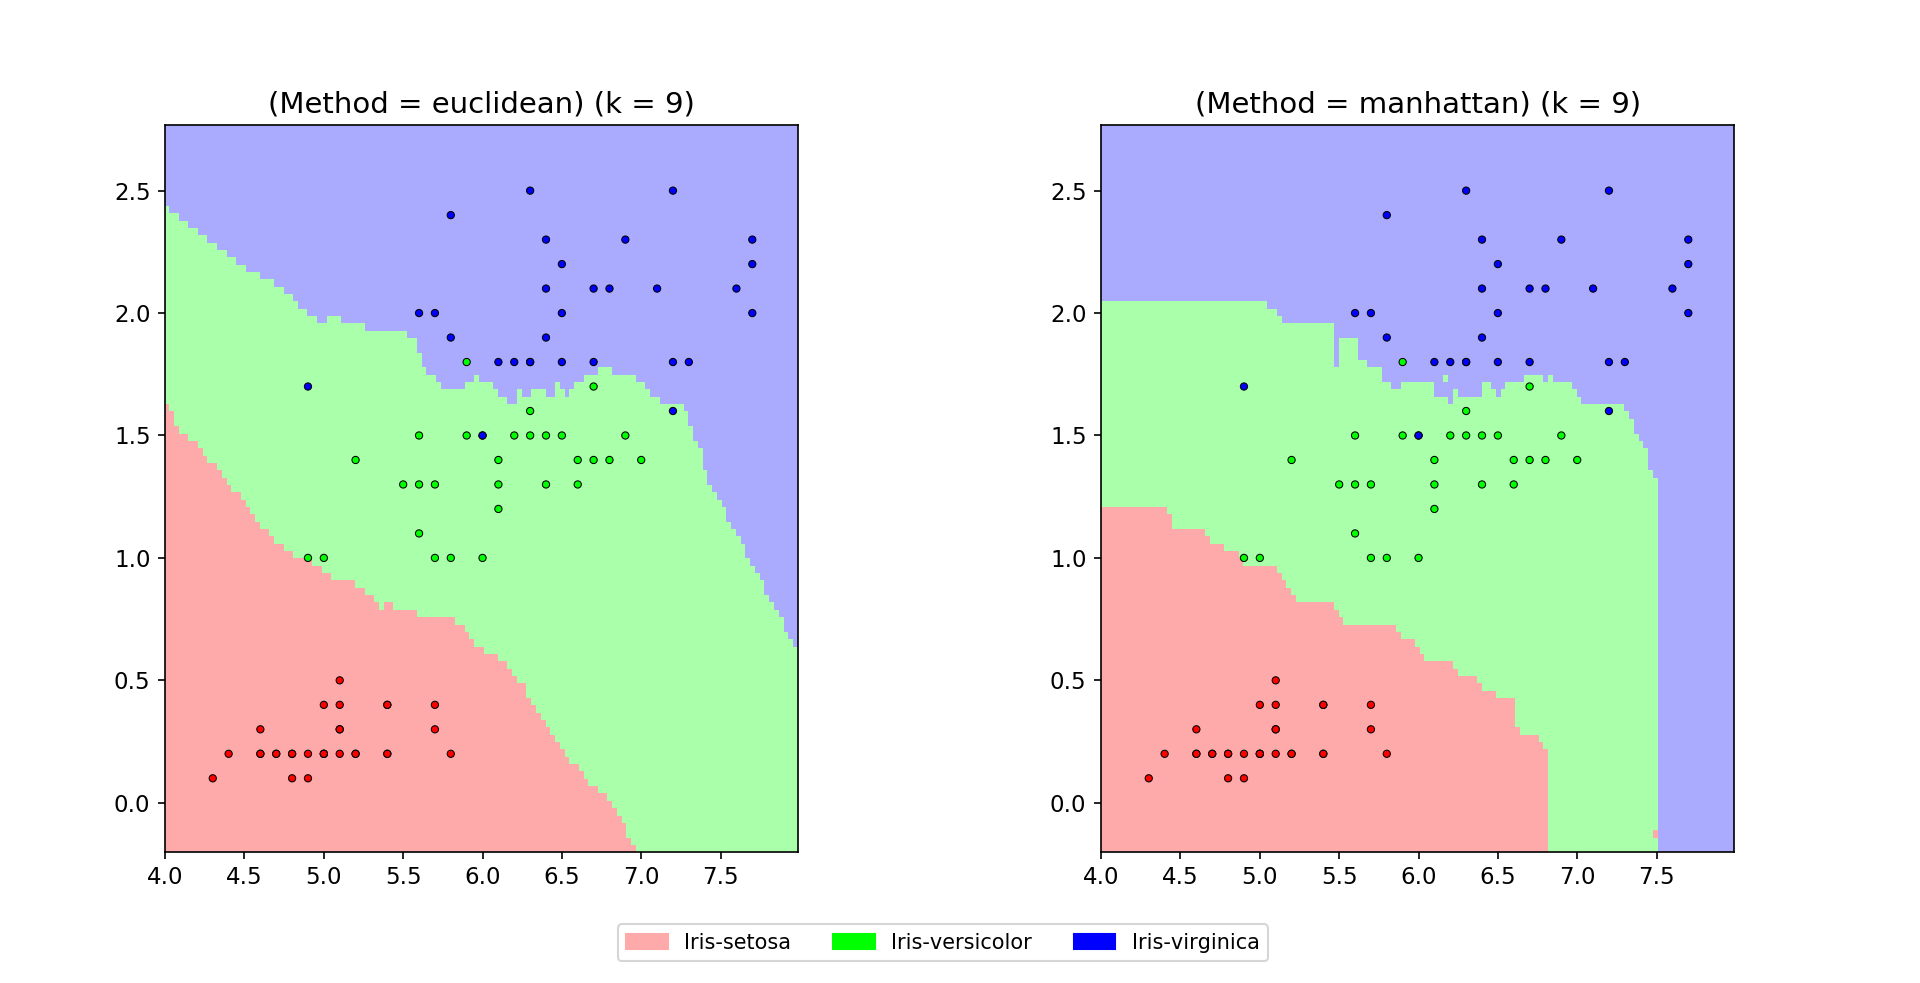 (Method = euclidean) (k = 9)
2.5
2.0
1.5
1.0
0.5
0.0
4.0 4.5 5.0 5.5 6.0 6.5 7.0 7.5
(Method = manhattan) (k = 9)
2.5
2.0
1.5
1.0
0.5
0.0
4.0 4.5 5.0 5.5 6.0 6.5 7.0 7.5
Iris-setosa Iris-versicolor Iris-virginica